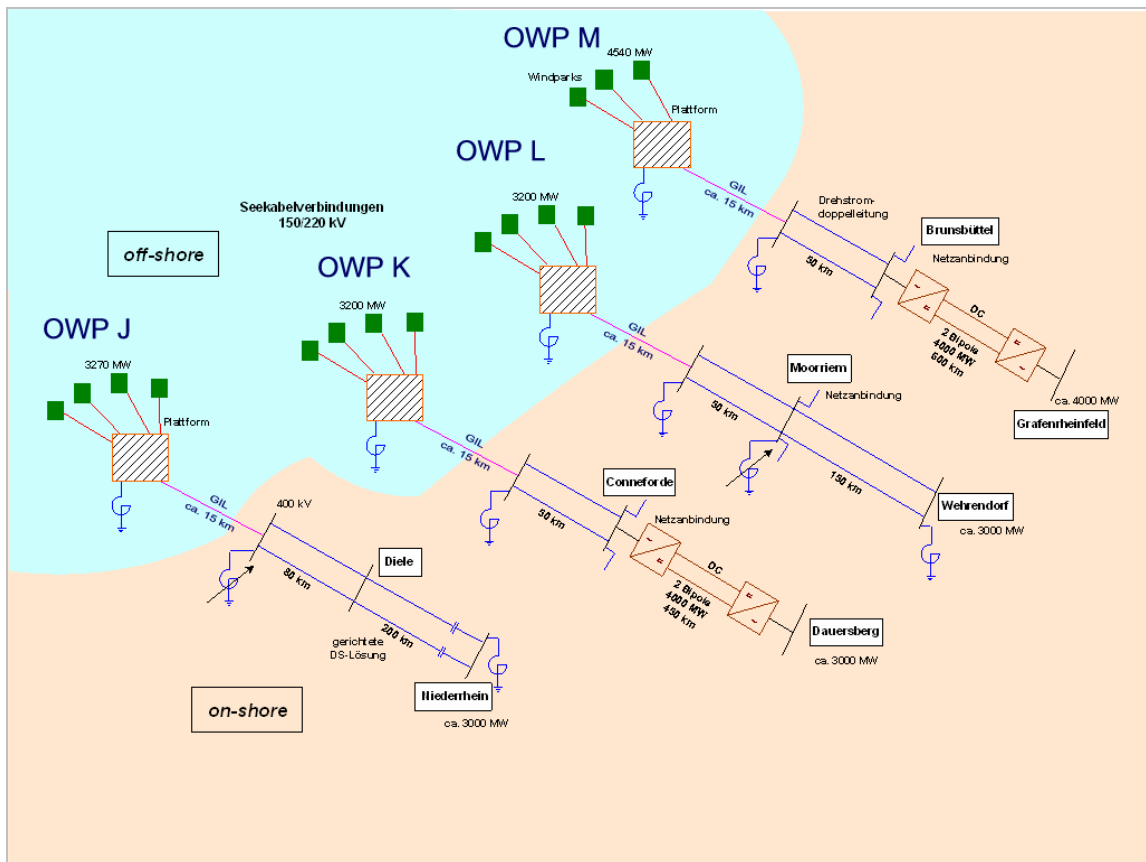 OWP M
4540 MW
Windparks
Plattform
OWP L
3200 MW
GIL
ca. 15 km
Drehstrom-
doppelleitung
Brunsbüttel
Netzanbindung
50 km
DC
2 Bipole
4000 MW
600 km
ca. 4000 MW
Grafenrheinfeld
Seekabelverbindungen
150/220 kV
off-shore
OWP K
3200 MW
GIL
ca. 15 km
Moorriem
Netzanbindung
50 km
150 km
Wehrendorf
ca. 3000 MW
OWP J
3270 MW
Plattform
GIL
ca. 15 km
Conneforde
Netzanbindung
50 km
DC
2 Bipole
4000 MW
450 km
Dauersberg
ca. 3000 MW
GIL
ca. 15 km
400 kV
Diele
80 km
200 km
gerichtete
DS-Lösung
Niederrhein
ca. 3000 MW
on-shore